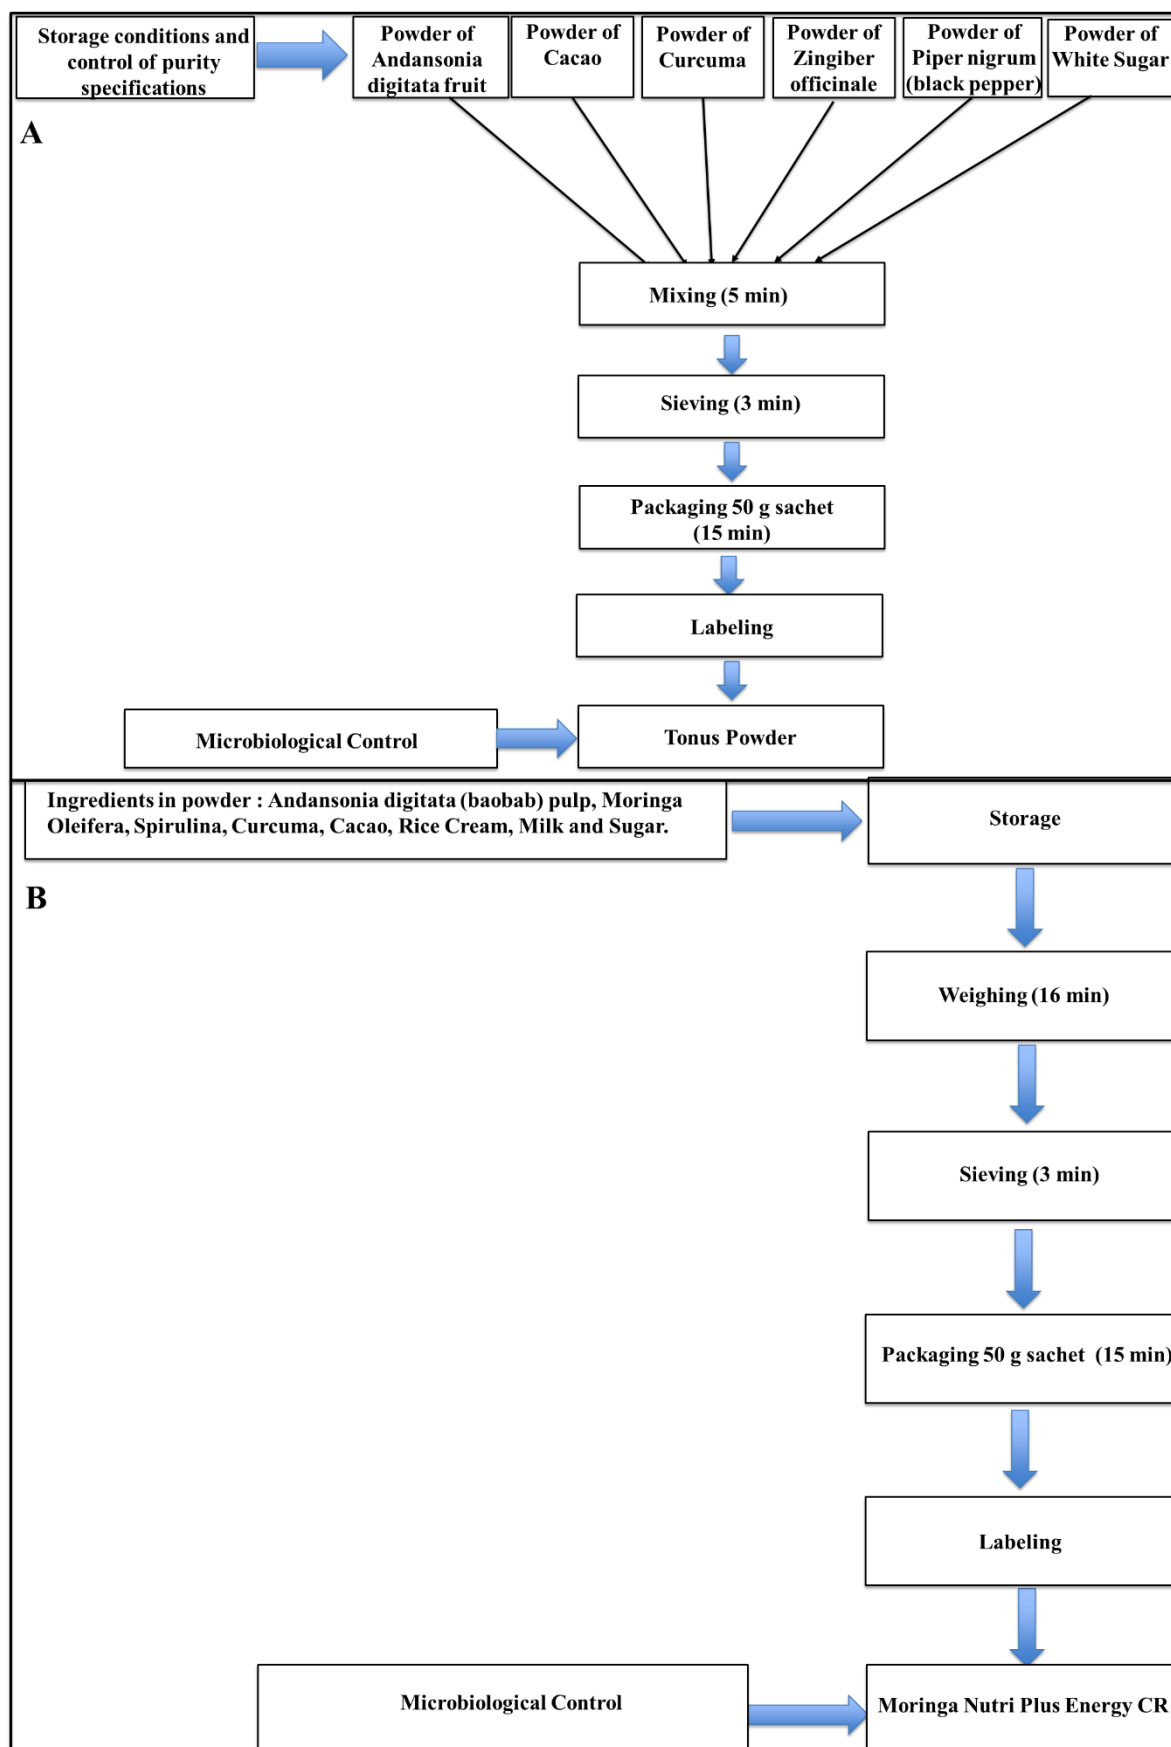 Storage conditions and
control of purity
specifications
Powder of
Andansonia
digitata fruit
Powder of
Cacao
Powder of
Curcuma
Powder of
Zingiber
officinale
Powder of
Piper nigrum
(black pepper)
Powder of
White Sugar
A
Mixing (5 min)
Sieving (3 min)
Packaging 50 g sachet
(15 min)
Labeling
Microbiological Control
Tonus Powder
Ingredients in powder : Andansonia digitata (baobab) pulp, Moringa
Oleifera, Spirulina, Curcuma, Cacao, Rice Cream, Milk and Sugar.
Storage
B
Weighing (16 min)
Sieving (3 min)
Packaging 50 g sachet (15 min)
Labeling
Microbiological Control
Moringa Nutri Plus Energy CR